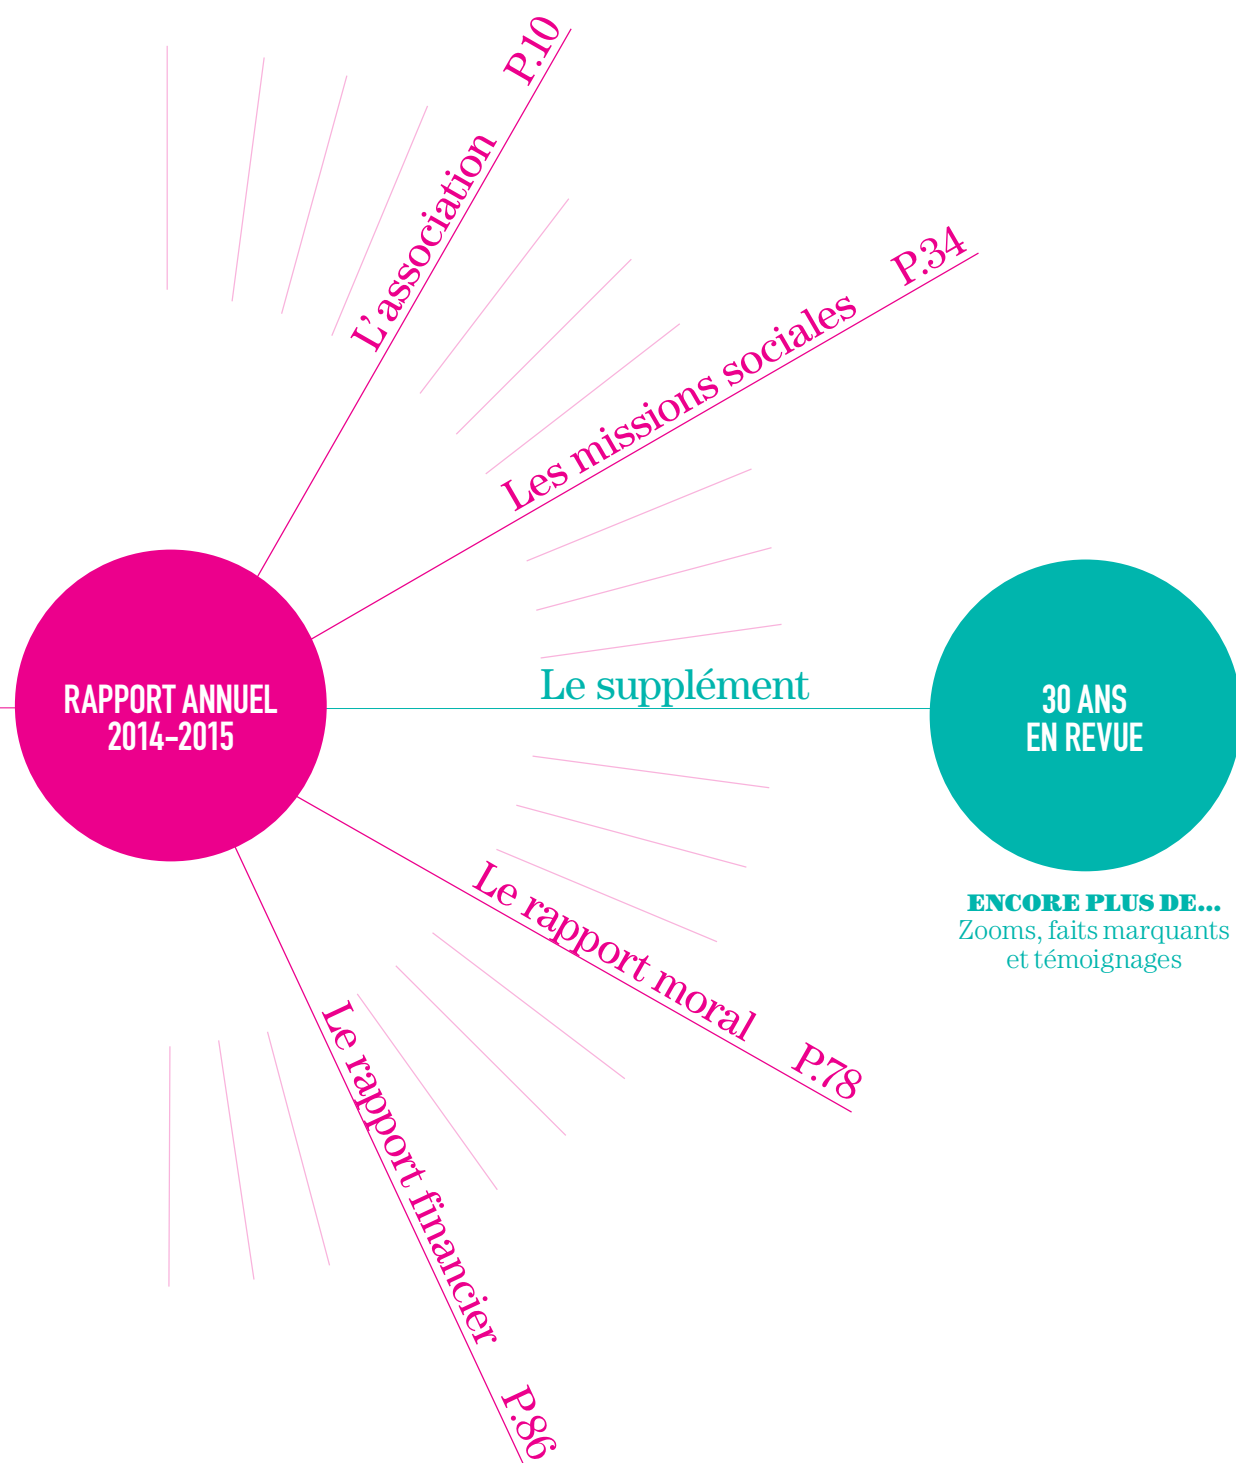 L'association P.10
Les missions sociales P.34
RAPPORT ANNUEL
2014-2015
Le supplément
30 ANS
EN REVUE
ENCORE PLUS DE...
Zooms, faits marquants
et témoignages
Le rapport moral P.78
Le rapport financier P.86